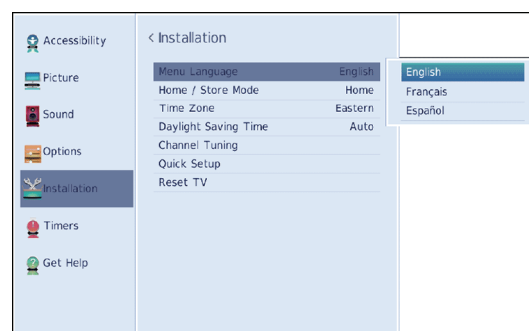 Accessibility
Picture
Sound
Options
Installation
Timers
Get Help
< Installation
Menu Language English
Home / Store Mode Home
Time Zone Eastern
Daylight Saving Time Auto
Channel Tuning
Quick Setup
Reset TV
English
Français
Español